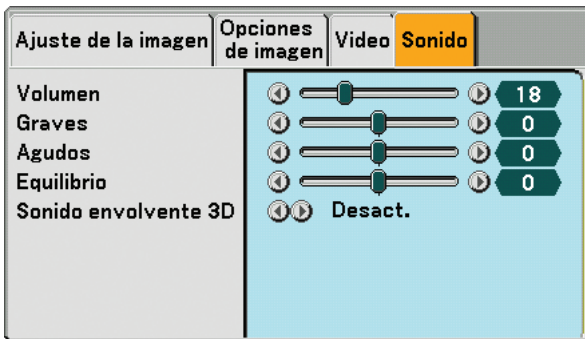 Ajuste de la imagen
Opciones
de imagen
Video
Sonido
Volumen 18
Graves 0
Agudos 0
Equilibrio 0
Sonido envolvente 3D Desact.